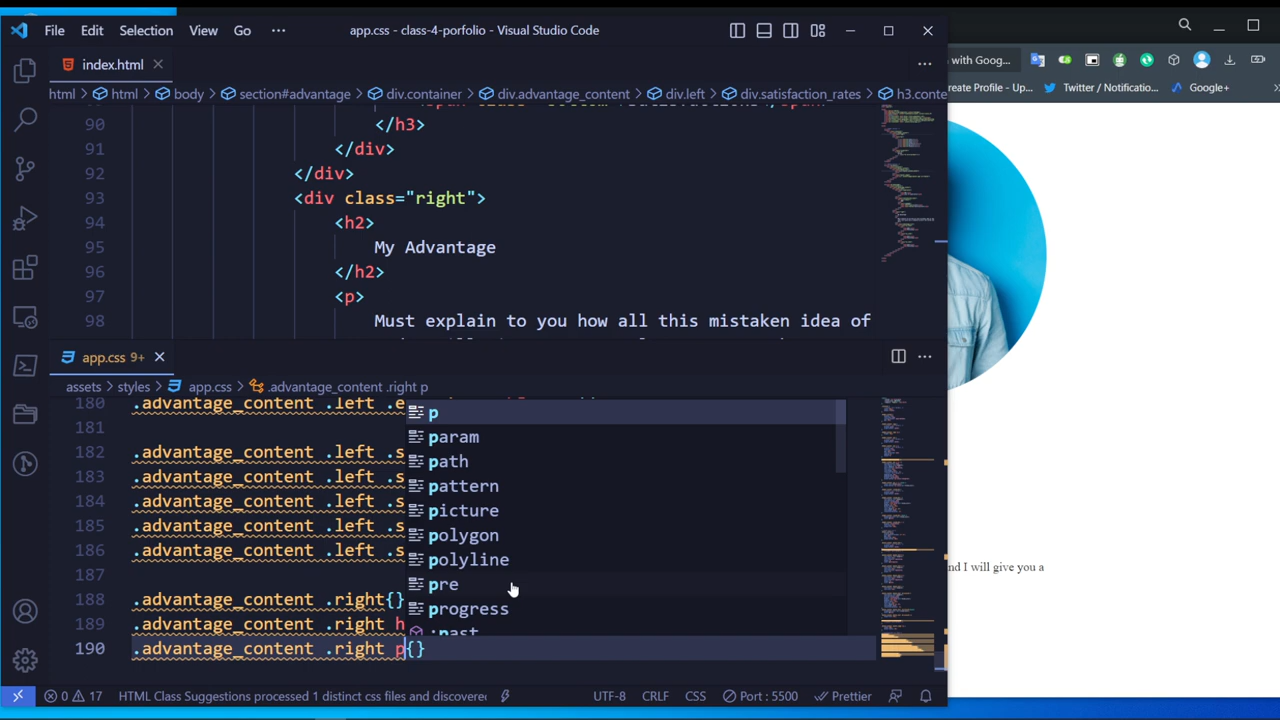 File Edit Selection View Go ··· app.css - class-4-porfolio - Visual Studio Code
index.html
html > html > body > section#advantage > div.container > div.advantage_content > div.left > div.satisfaction_rates > h3.conte
90 </h3>
91 </div>
92 </div>
93 <div class="right">
94 <h2>
95 My Advantage
96 </h2>
97 <p>
98 Must explain to you how all this mistaken idea of
app.css 9+
assets > styles > app.css > .advantage_content .right p
180 .advantage_content .left .e
181
182 .advantage_content .left .s
183 .advantage_content .left .s
184 .advantage_content .left .s
185 .advantage_content .left .s
186 .advantage_content .left .s
187
188 .advantage_content .right{}
189 .advantage_content .right h
190 .advantage_content .right p{}
p
param
path
pattern
picture
polygon
polyline
pre
progress
:past
0 17 HTML Class Suggestions processed 1 distinct css files and discovere UTF-8 CRLF CSS Port : 5500 Prettier
with Goog...
reate Profile - Up... Twitter / Notificatio... Google+
nd I will give you a